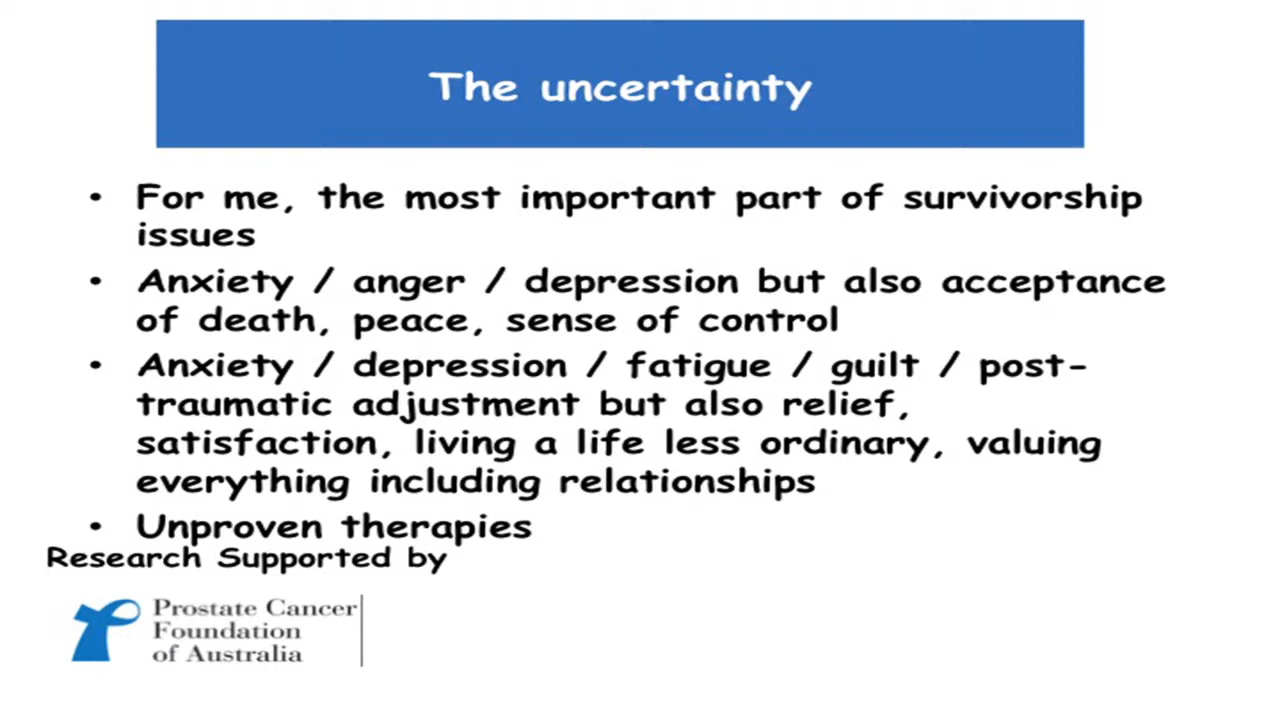 The uncertainty
• For me, the most important part of survivorship
issues
• Anxiety / anger / depression but also acceptance
of death, peace, sense of control
• Anxiety / depression / fatigue / guilt / post-
traumatic adjustment but also relief,
satisfaction, living a life less ordinary, valuing
everything including relationships
• Unproven therapies
Research Supported by
Prostate Cancer
Foundation
of Australia